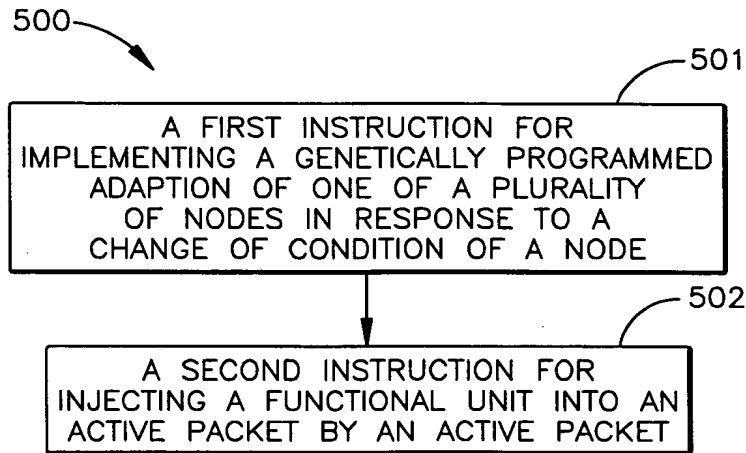 500
501
A FIRST INSTRUCTION FOR
IMPLEMENTING A GENETICALLY PROGRAMMED
ADAPTION OF ONE OF A PLURALITY
OF NODES IN RESPONSE TO A
CHANGE OF CONDITION OF A NODE
502
A SECOND INSTRUCTION FOR
INJECTING A FUNCTIONAL UNIT INTO AN
ACTIVE PACKET BY AN ACTIVE PACKET